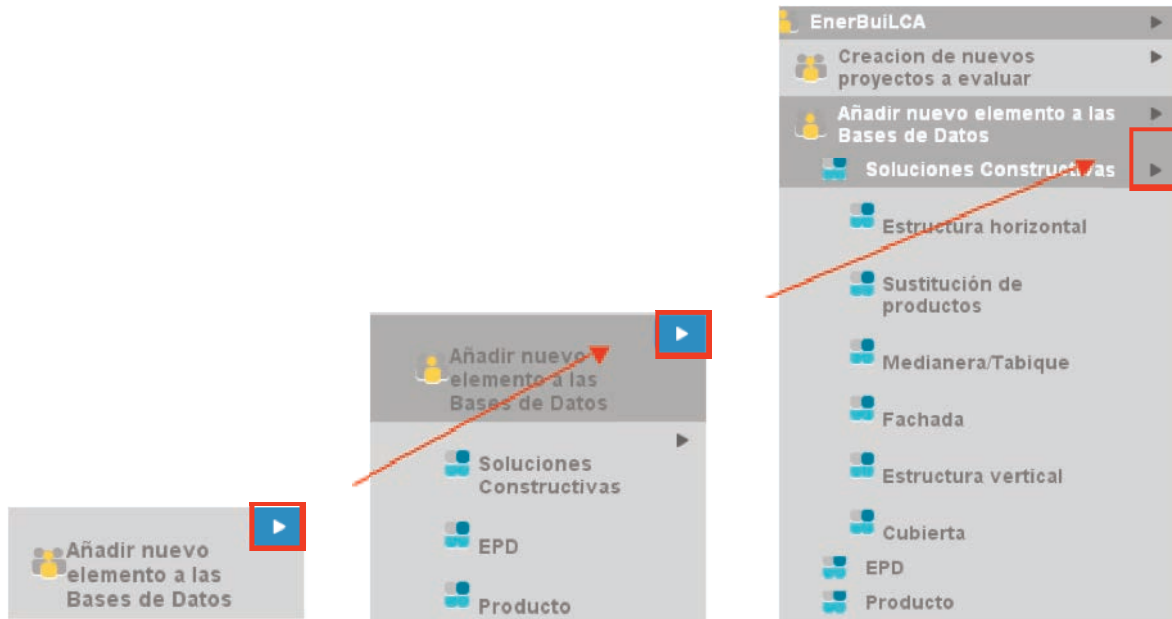 Añadir nuevo
elemento a las
Bases de Datos
Añadir nuevo
elemento a las
Bases de Datos
Soluciones
Constructivas
EPD
Producto
EnerBuiLCA
Creacion de nuevos
proyectos a evaluar
Añadir nuevo elemento a las
Bases de Datos
Soluciones Constructivas
Estructura horizontal
Sustitución de
productos
Medianera/Tabique
Fachada
Estructura vertical
Cubierta
EPD
Producto